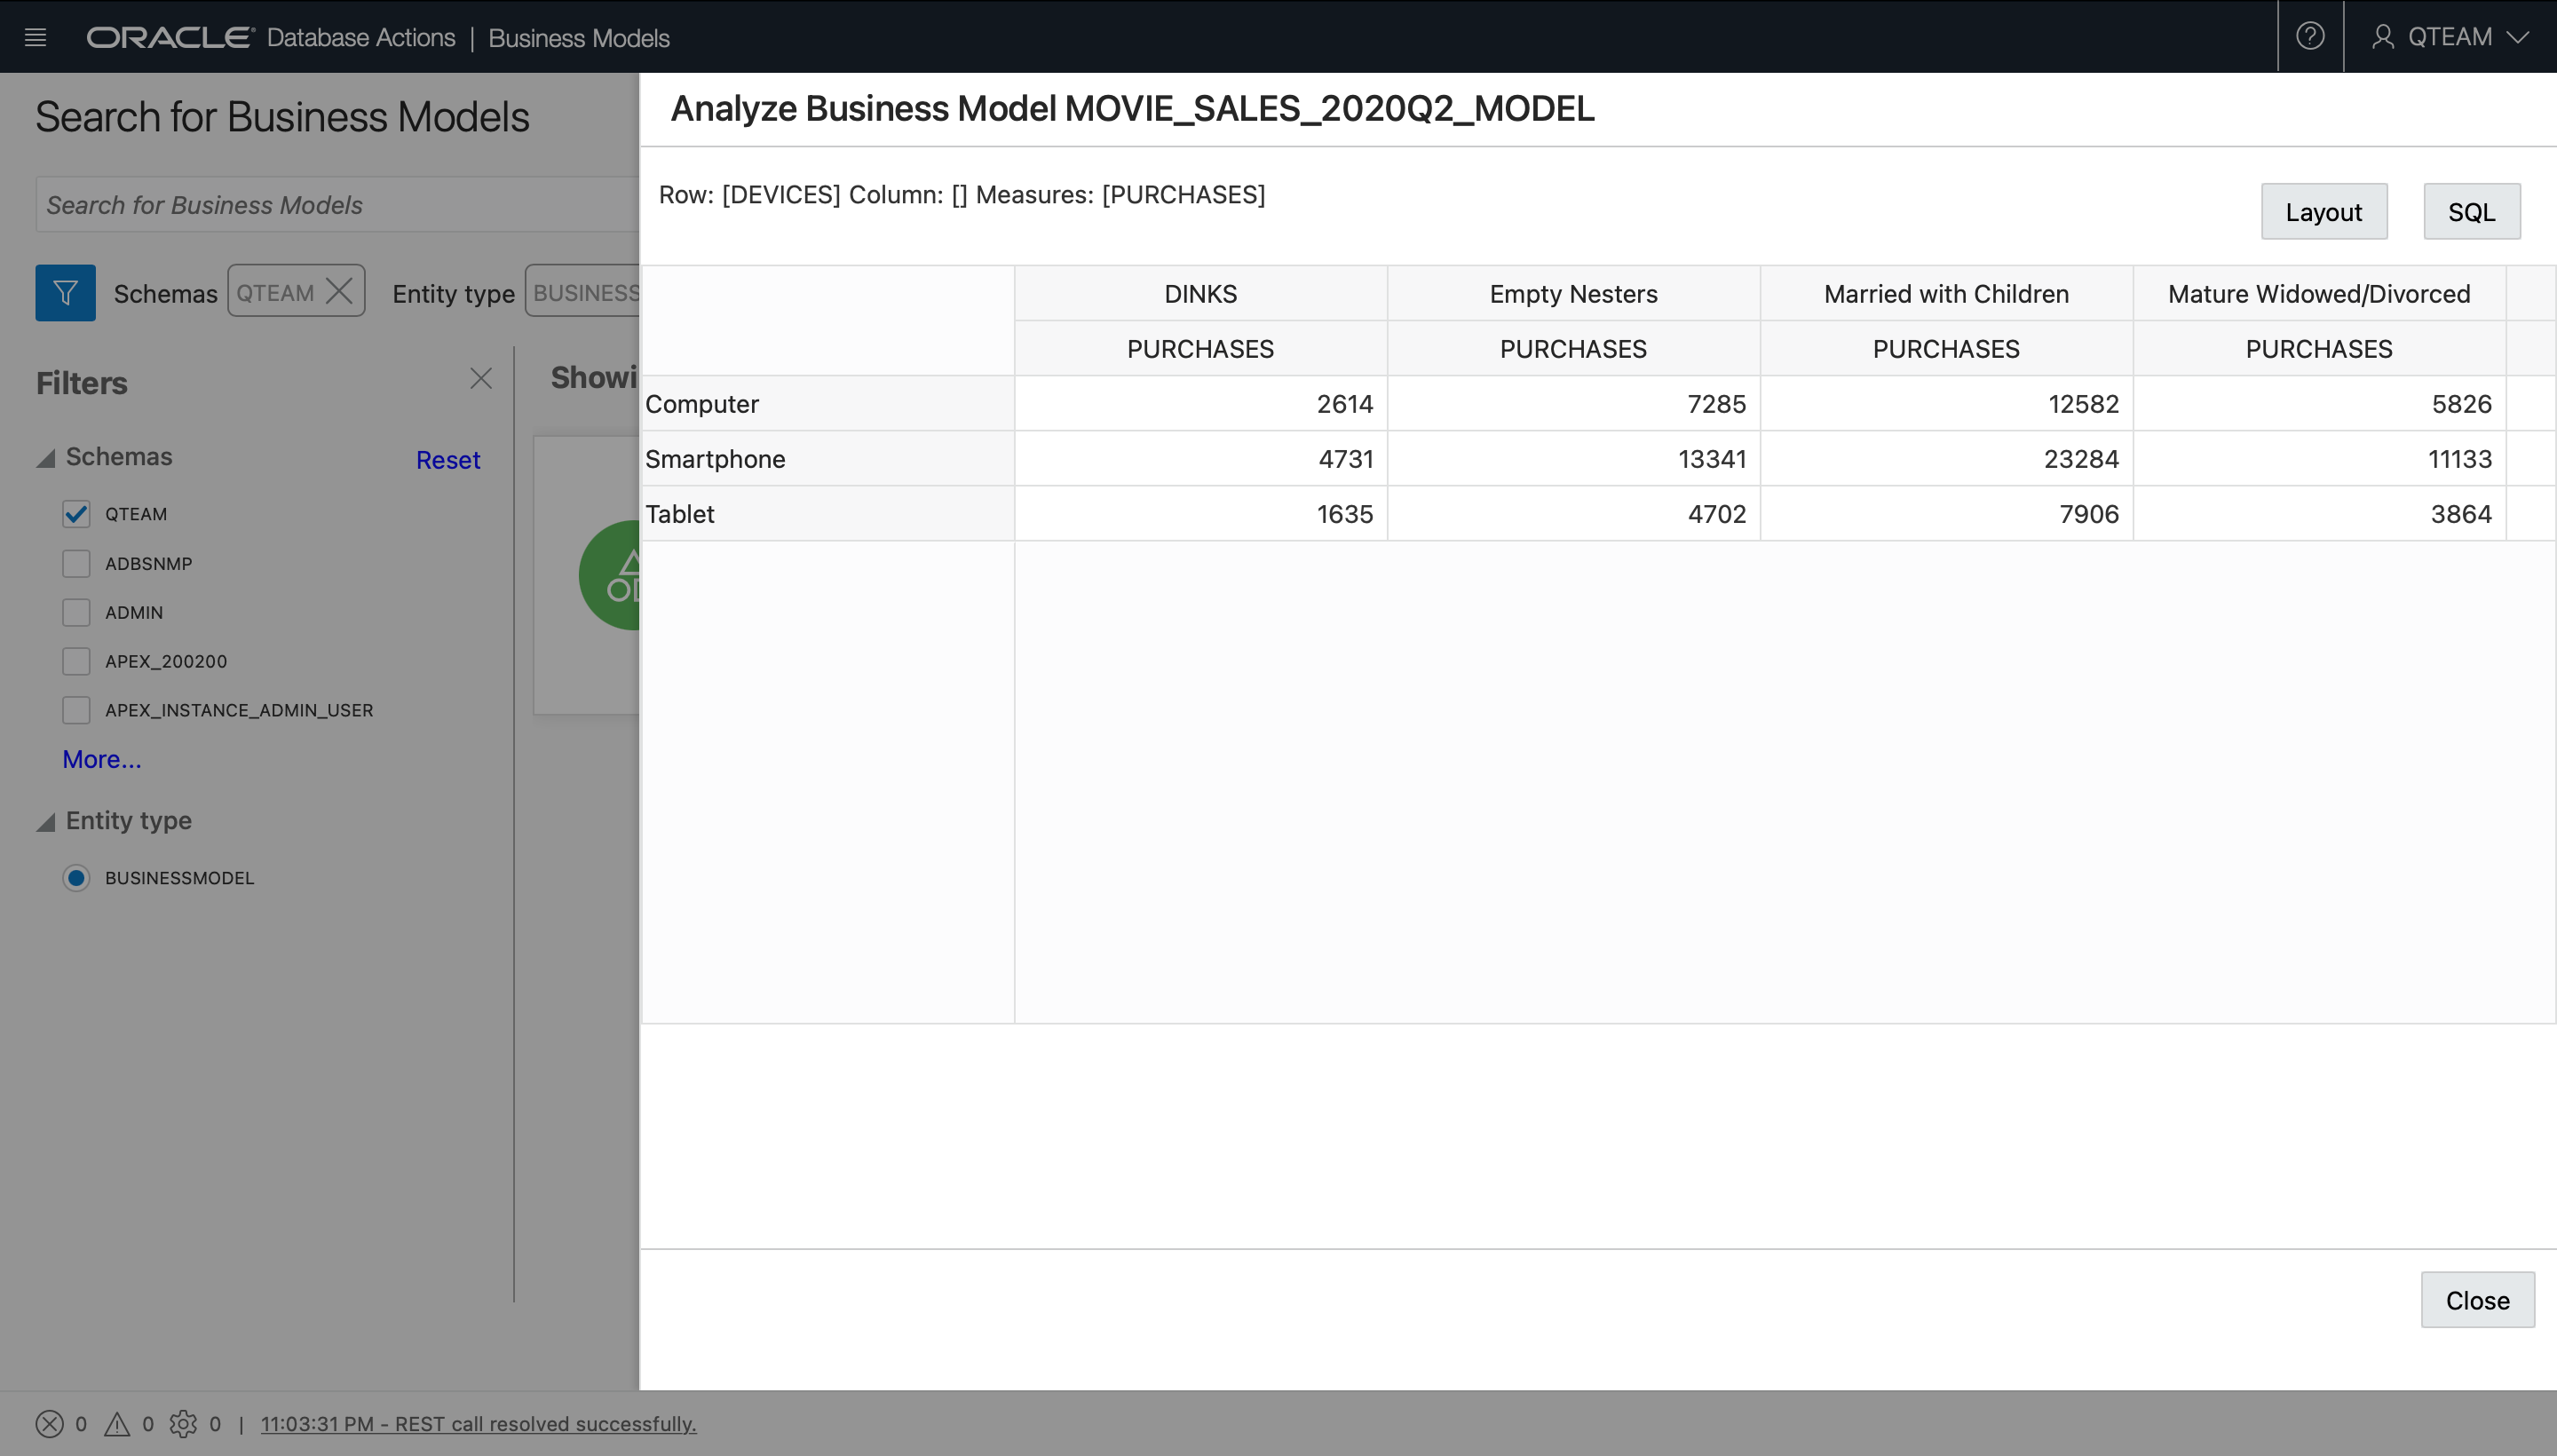 ORACLE® Database Actions | Business Models
QTEAM
Search for Business Models
Search for Business Models
Schemas QTEAM Entity type BUSINESS
Filters
Schemas Reset
QTEAM
ADBSNMP
ADMIN
APEX_200200
APEX_INSTANCE_ADMIN_USER
More...
Entity type
BUSINESSMODEL
Showi
Analyze Business Model MOVIE_SALES_2020Q2_MODEL
Row: [DEVICES] Column: [] Measures: [PURCHASES]
Layout SQL
DINKS Empty Nesters Married with Children Mature Widowed/Divorced
PURCHASES PURCHASES PURCHASES PURCHASES
Computer 2614 7285 12582 5826
Smartphone 4731 13341 23284 11133
Tablet 1635 4702 7906 3864
Close
0 0 0 | 11:03:31 PM - REST call resolved successfully.